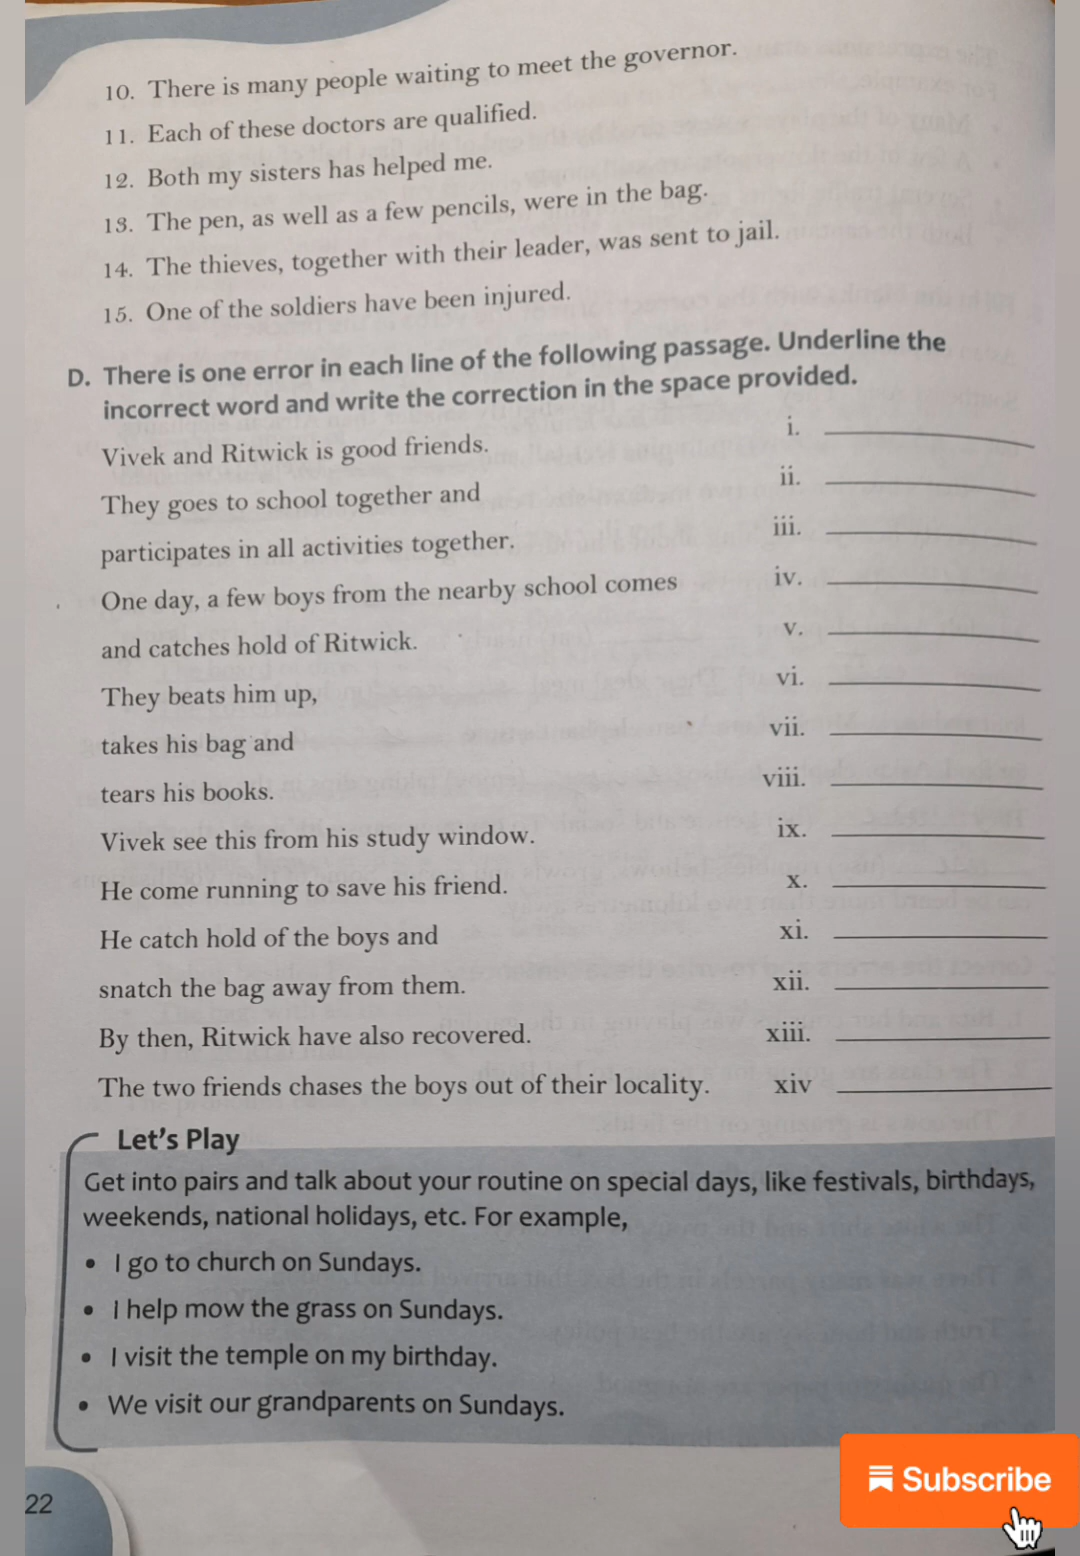 10. There is many people waiting to meet the governor.
11. Each of these doctors are qualified.
12. Both my sisters has helped me.
13. The pen, as well as a few pencils, were in the bag.
14. The thieves, together with their leader, was sent to jail.
15. One of the soldiers have been injured.
D. There is one error in each line of the following passage. Underline the
incorrect word and write the correction in the space provided.
Vivek and Ritwick is good friends. i.
They goes to school together and ii.
participates in all activities together. iii.
One day, a few boys from the nearby school comes iv.
and catches hold of Ritwick. v.
They beats him up, vi.
takes his bag and vii.
tears his books. viii.
Vivek see this from his study window. ix.
He come running to save his friend. x.
He catch hold of the boys and xi.
snatch the bag away from them. xii.
By then, Ritwick have also recovered. xiii.
The two friends chases the boys out of their locality. xiv
Let's Play
Get into pairs and talk about your routine on special days, like festivals, birthdays,
weekends, national holidays, etc. For example,
• I go to church on Sundays.
• I help mow the grass on Sundays.
• I visit the temple on my birthday.
• We visit our grandparents on Sundays.
Subscribe
22